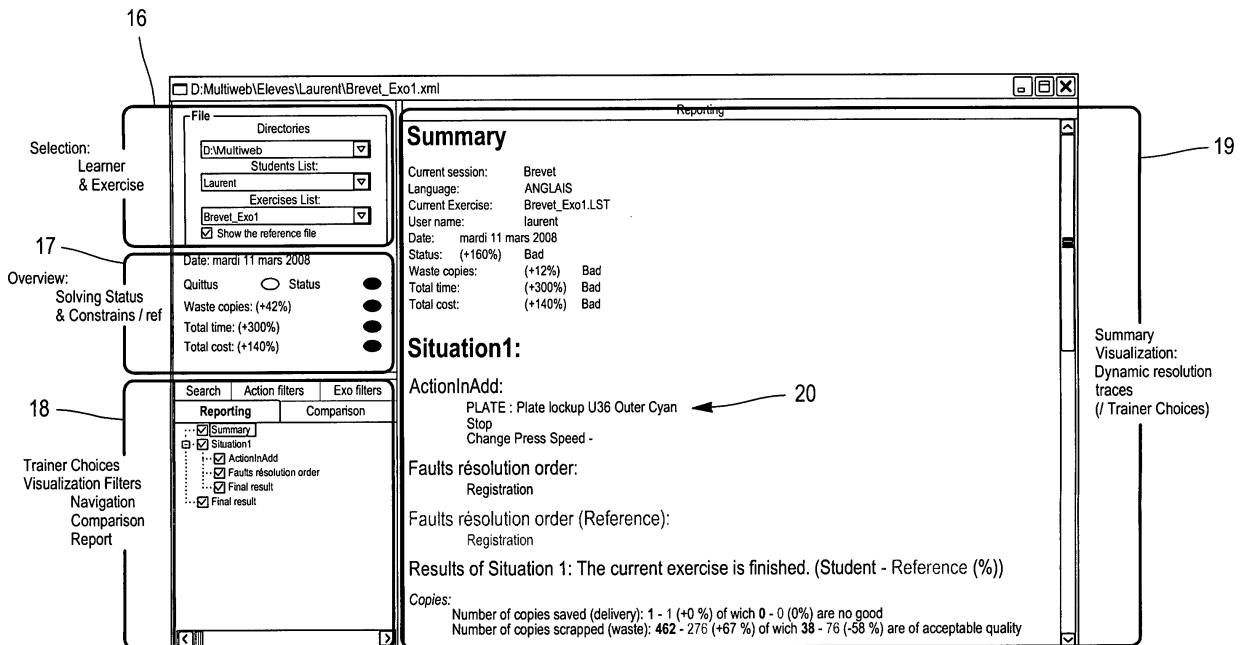 16
D:Multiweb\Eleves\Laurent\Brevet_Exo1.xml
Selection:
Learner
& Exercise
File
Directories
D:\Multiweb
Students List:
Laurent
Exercises List:
Brevet_Exo1
Show the reference file
17
Overview:
Solving Status
& Constrains / ref
Date: mardi 11 mars 2008
Quittus Status
Waste copies: (+42%)
Total time: (+300%)
Total cost: (+140%)
18
Trainer Choices
Visualization Filters
Navigation
Comparison
Report
Search Action filters Exo filters
Reporting Comparison
Summary
Situation1
ActionInAdd
Faults résolution order
Final result
Final result
Reporting
Summary
Current session: Brevet
Language: ANGLAIS
Current Exercise: Brevet_Exo1.LST
User name: laurent
Date: mardi 11 mars 2008
Status: (+160%) Bad
Waste copies: (+12%) Bad
Total time: (+300%) Bad
Total cost: (+140%) Bad
Situation1:
ActionInAdd:
PLATE : Plate lockup U36 Outer Cyan
20
Stop
Change Press Speed -
Faults résolution order:
Registration
Faults résolution order (Reference):
Registration
Results of Situation 1: The current exercise is finished. (Student - Reference (%))
Copies:
Number of copies saved (delivery): 1 - 1 (+0 %) of wich 0 - 0 (0%) are no good
Number of copies scrapped (waste): 462 - 276 (+67 %) of wich 38 - 76 (-58 %) are of acceptable quality
19
Summary
Visualization:
Dynamic resolution
traces
(/ Trainer Choices)